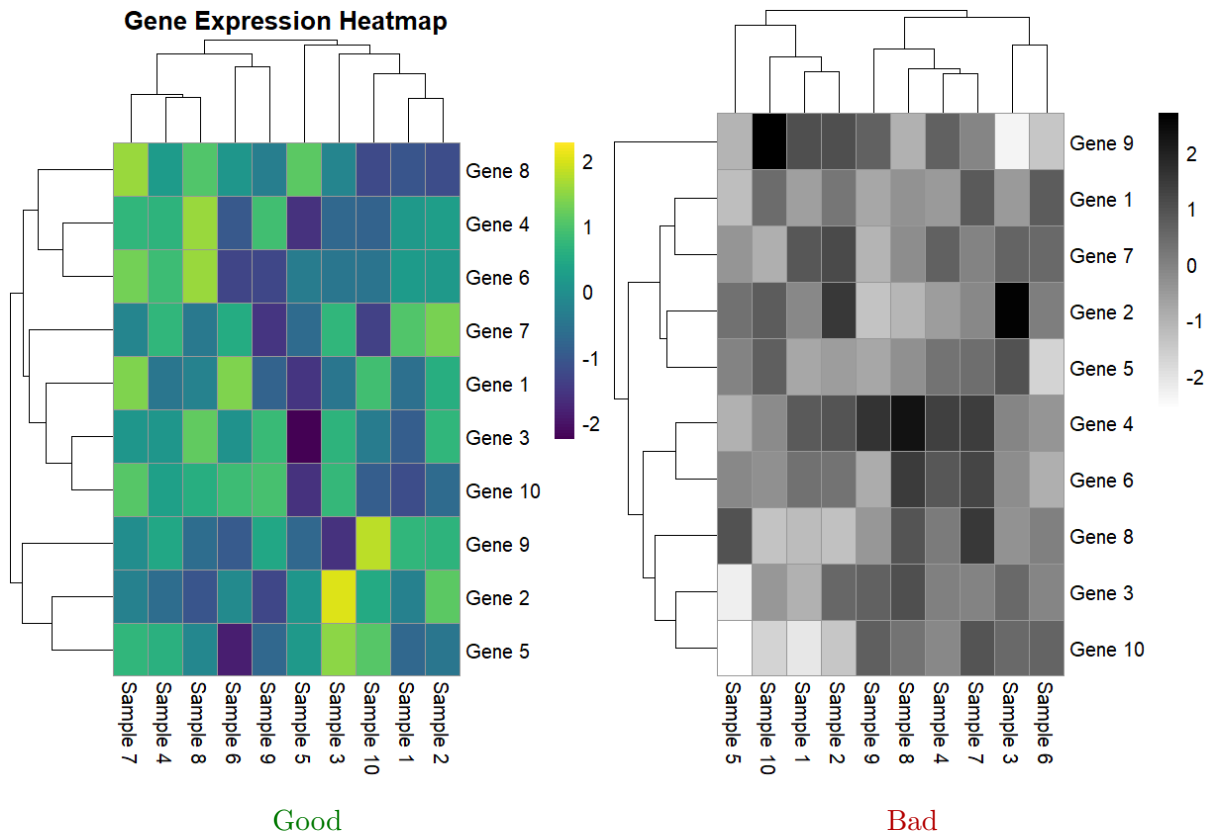 Gene Expression Heatmap
Gene 8
Gene 4
Gene 6
Gene 7
Gene 1
Gene 3
Gene 10
Gene 9
Gene 2
Gene 5
2
1
0
-1
-2
Sample 7
Sample 4
Sample 8
Sample 6
Sample 9
Sample 5
Sample 3
Sample 10
Sample 1
Sample 2
Good
Gene 9
Gene 1
Gene 7
Gene 2
Gene 5
Gene 4
Gene 6
Gene 8
Gene 3
Gene 10
2
1
0
-1
-2
Sample 5
Sample 10
Sample 1
Sample 2
Sample 9
Sample 8
Sample 4
Sample 7
Sample 3
Sample 6
Bad